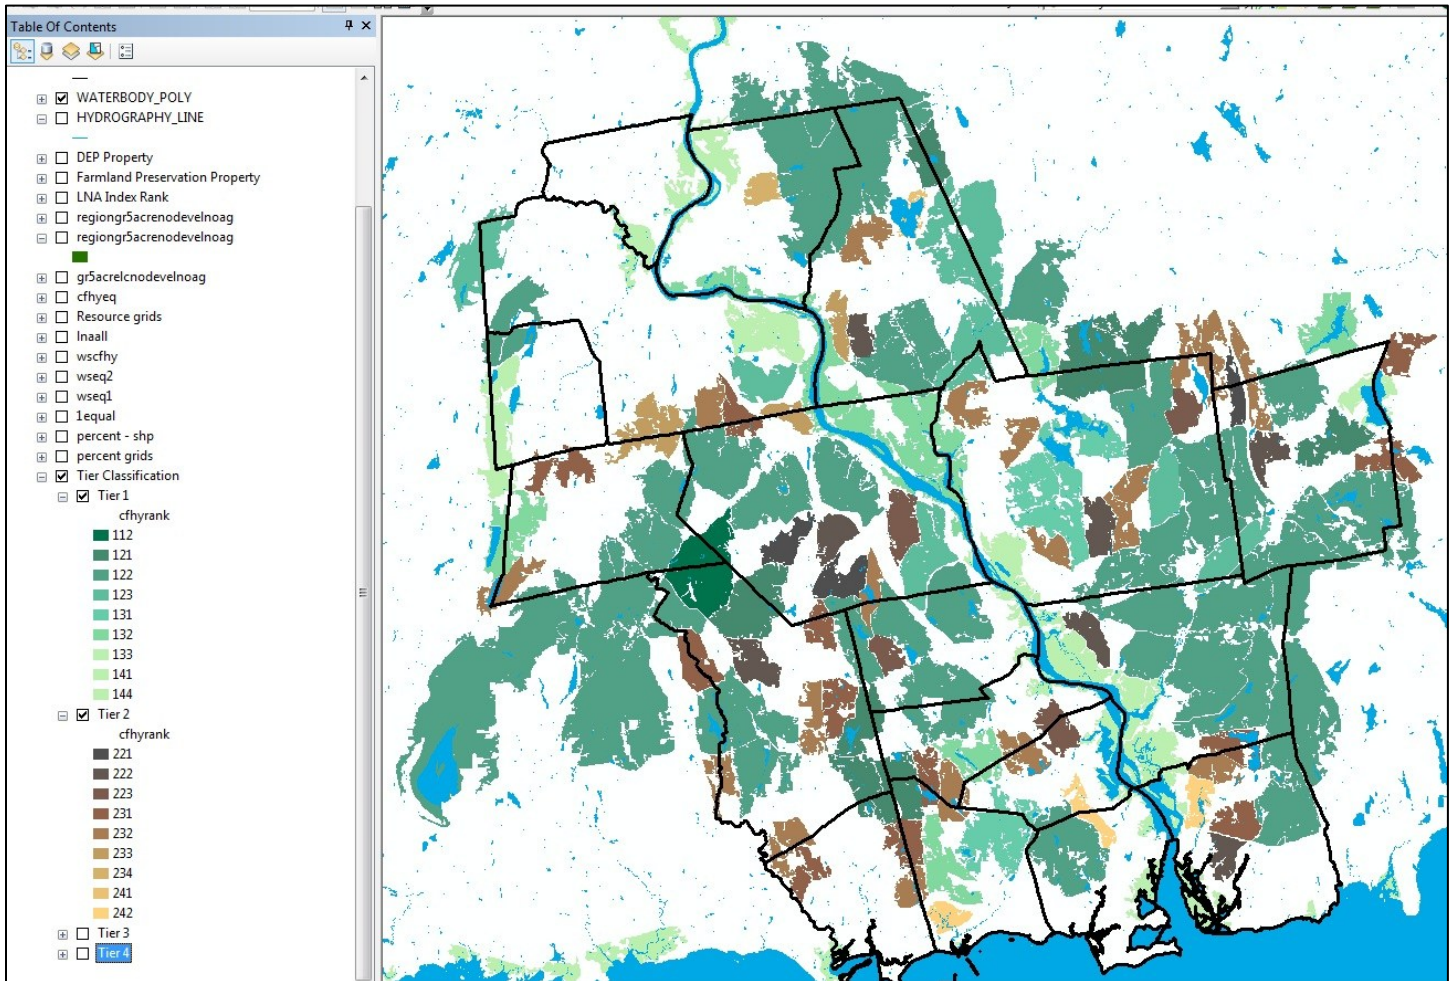 Table Of Contents
WATERBODY_POLY
HYDROGRAPHY_LINE
DEP Property
Farmland Preservation Property
LNA Index Rank
regiongr5acrenodevelnoag
regiongr5acrenodevelnoag
gr5acrelcnodevelnoag
cfhyeq
Resource grids
lnaall
wscfhy
wseq2
wseq1
1equal
percent - shp
percent grids
Tier Classification
Tier 1
cfhyrank
112
121
122
123
131
132
133
141
144
Tier 2
cfhyrank
221
222
223
231
232
233
234
241
242
Tier 3
Tier 4